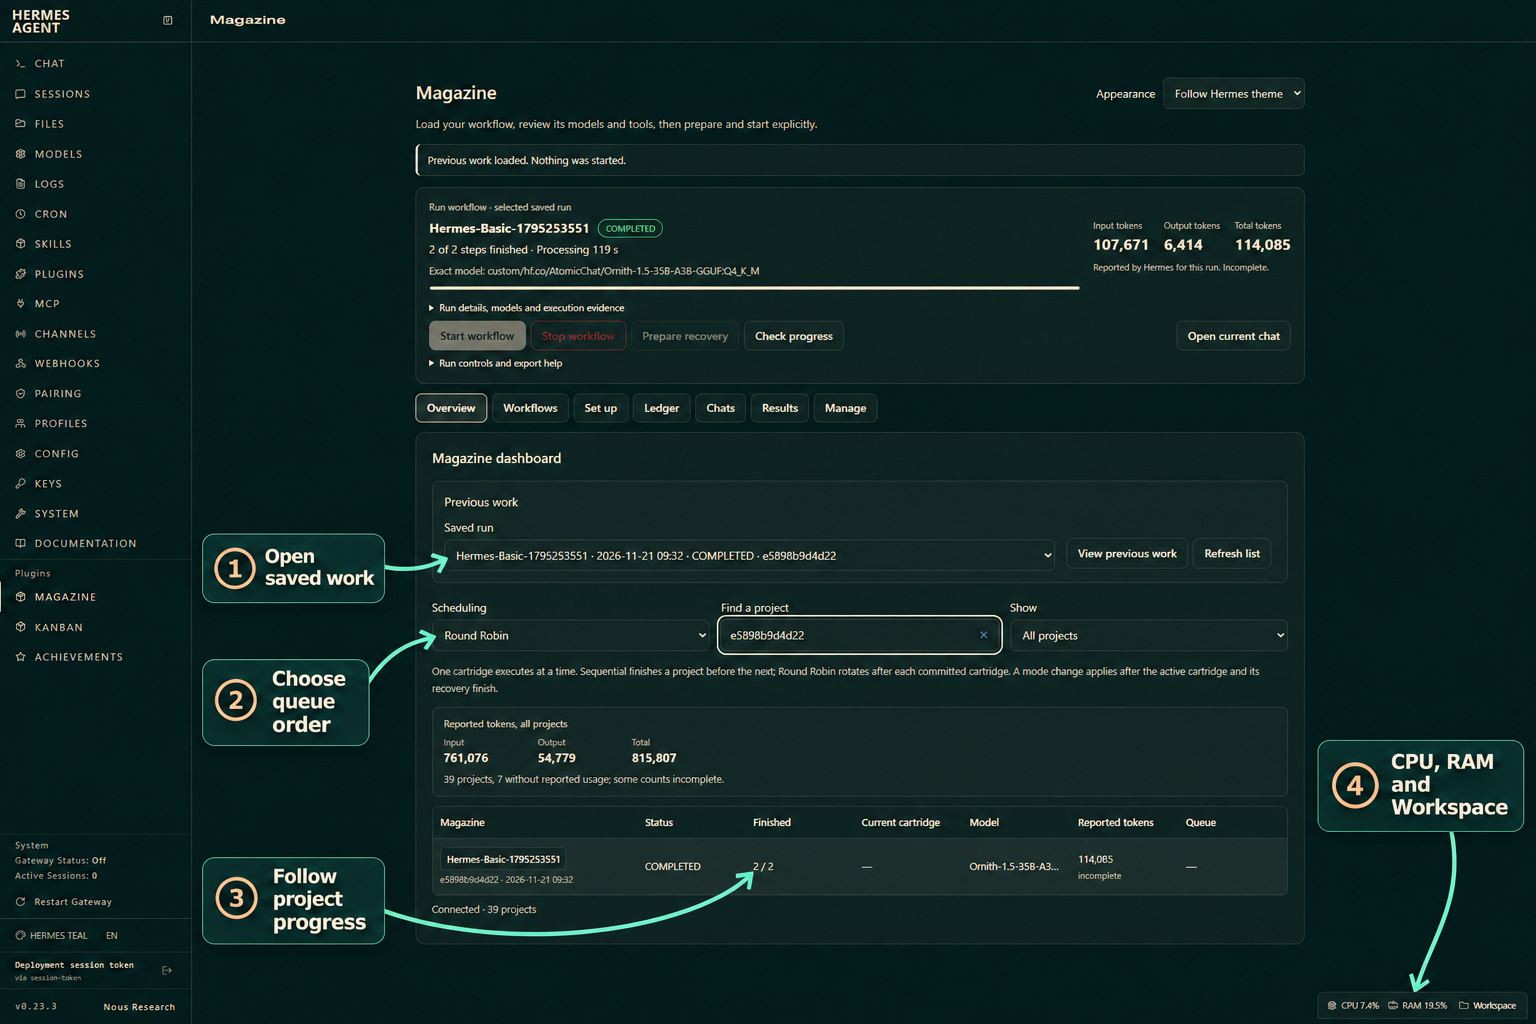 HERMES
AGENT
Magazine
CHAT
SESSIONS
FILES
MODELS
LOGS
CRON
SKILLS
PLUGINS
MCP
CHANNELS
WEBHOOKS
PAIRING
PROFILES
CONFIG
KEYS
SYSTEM
DOCUMENTATION
Plugins
MAGAZINE
KANBAN
ACHIEVEMENTS
System
Gateway Status: Off
Active Sessions: 0
Restart Gateway
HERMES TEAL EN
Deployment session token
via session-token
v0.23.3 Nous Research
Magazine
Appearance Follow Hermes theme
Load your workflow, review its models and tools, then prepare and start explicitly.
Previous work loaded. Nothing was started.
Run workflow - selected saved run
Hermes-Basic-1795253551 COMPLETED
2 of 2 steps finished · Processing 119 s
Exact model: custom/hf.co/AtomicChat/Ornith-1.5-35B-A3B-GGUF:Q4_K_M
Input tokens Output tokens Total tokens
107,671 6,414 114,085
Reported by Hermes for this run. Incomplete.
Run details, models and execution evidence
Start workflow Stop workflow Prepare recovery Check progress Open current chat
Run controls and export help
Overview Workflows Set up Ledger Chats Results Manage
Magazine dashboard
Previous work
Saved run
Hermes-Basic-1795253551 · 2026-11-21 09:32 · COMPLETED · e5898b9d4d22 View previous work Refresh list
Scheduling Find a project Show
Round Robin e5898b9d4d22 All projects
One cartridge executes at a time. Sequential finishes a project before the next; Round Robin rotates after each committed cartridge. A mode change applies after the active cartridge and its
recovery finish.
Reported tokens, all projects
Input Output Total
761,076 54,779 815,807
39 projects, 7 without reported usage; some counts incomplete.
Magazine Status Finished Current cartridge Model Reported tokens Queue
Hermes-Basic-1795253551 COMPLETED 2 / 2 — Ornith-1.5-35B-A3... 114,085 —
e5898b9d4d22 · 2026-11-21 09:32 incomplete
Connected · 39 projects
1 Open
saved work
2 Choose
queue
order
3 Follow
project
progress
4 CPU, RAM
and
Workspace
CPU 7.4% RAM 19.5% Workspace